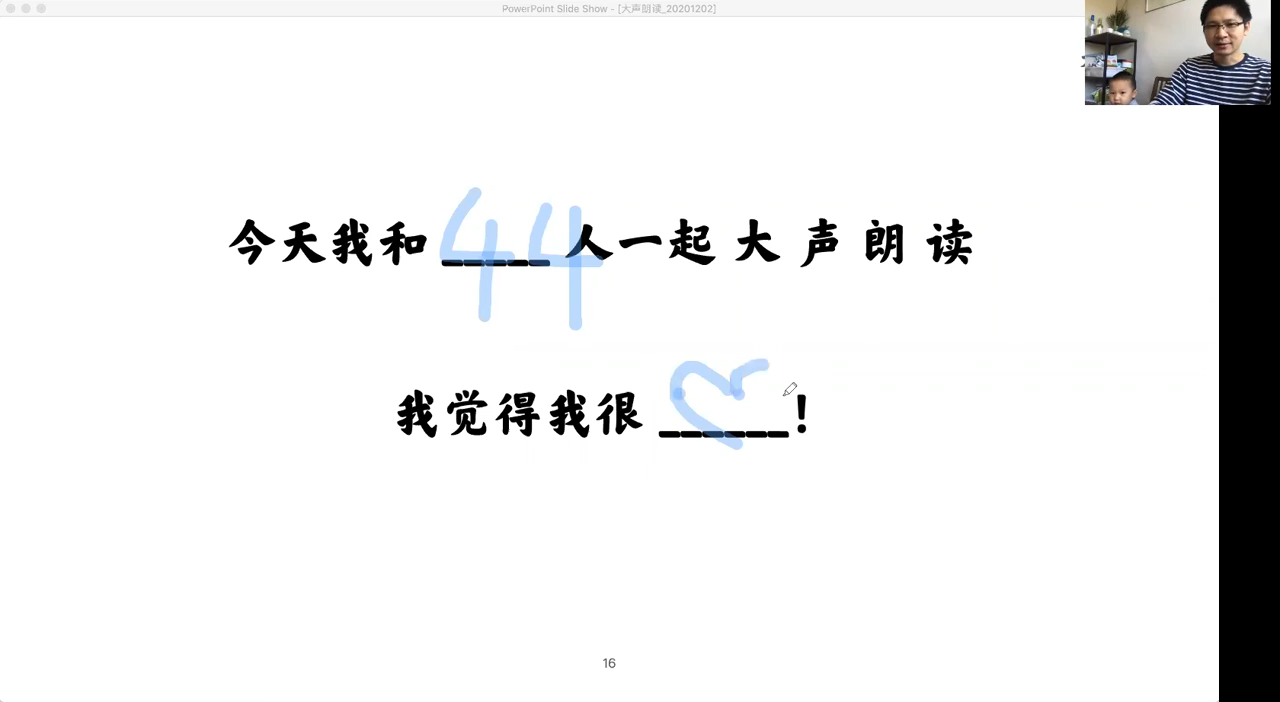 PowerPoint Slide Show - [大声朗读_20201202]
今天我和 44 人一起 大 声 朗 读
我觉得我很 ______!
16